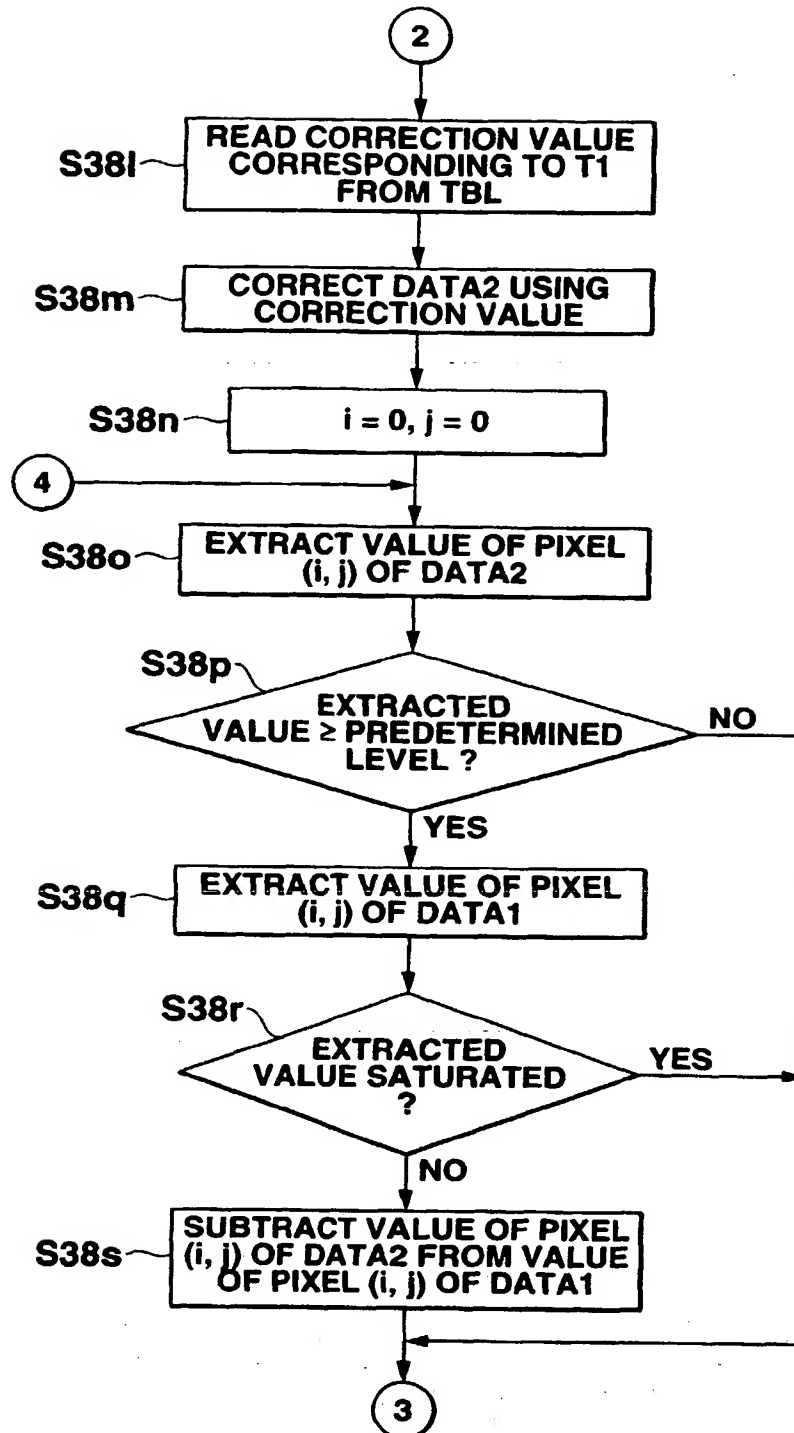 2
S38l
READ CORRECTION VALUE
CORRESPONDING TO T1
FROM TBL
S38m
CORRECT DATA2 USING
CORRECTION VALUE
S38n
i = 0, j = 0
4
S38o
EXTRACT VALUE OF PIXEL
(i, j) OF DATA2
S38p
EXTRACTED
VALUE ≥ PREDETERMINED
LEVEL ?
NO
YES
S38q
EXTRACT VALUE OF PIXEL
(i, j) OF DATA1
S38r
EXTRACTED
VALUE SATURATED
?
YES
NO
S38s
SUBTRACT VALUE OF PIXEL
(i, j) OF DATA2 FROM VALUE
OF PIXEL (i, j) OF DATA1
3